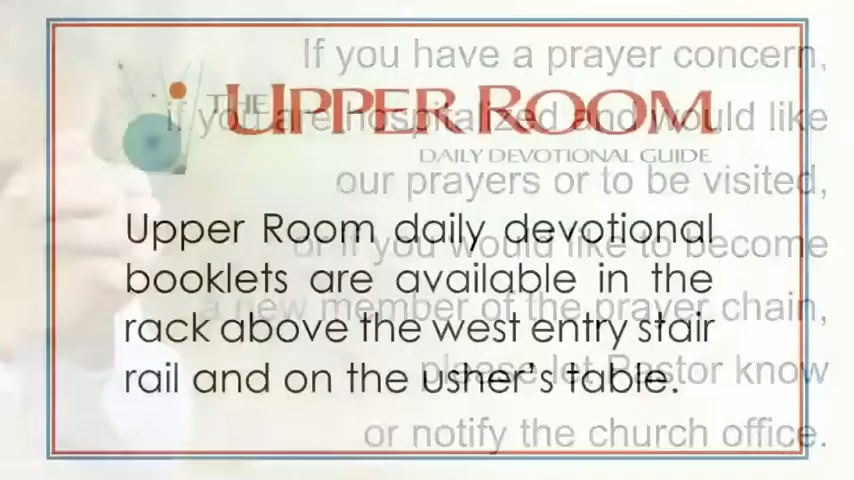 If you have a prayer concern,
if you are hospitalized and would like
our prayers or to be visited,
or if you would like to become
a new member of the prayer chain,
please let Pastor know
or notify the church office.
THE UPPER ROOM
DAILY DEVOTIONAL GUIDE
Upper Room daily devotional
booklets are available in the
rack above the west entry stair
rail and on the usher's table.